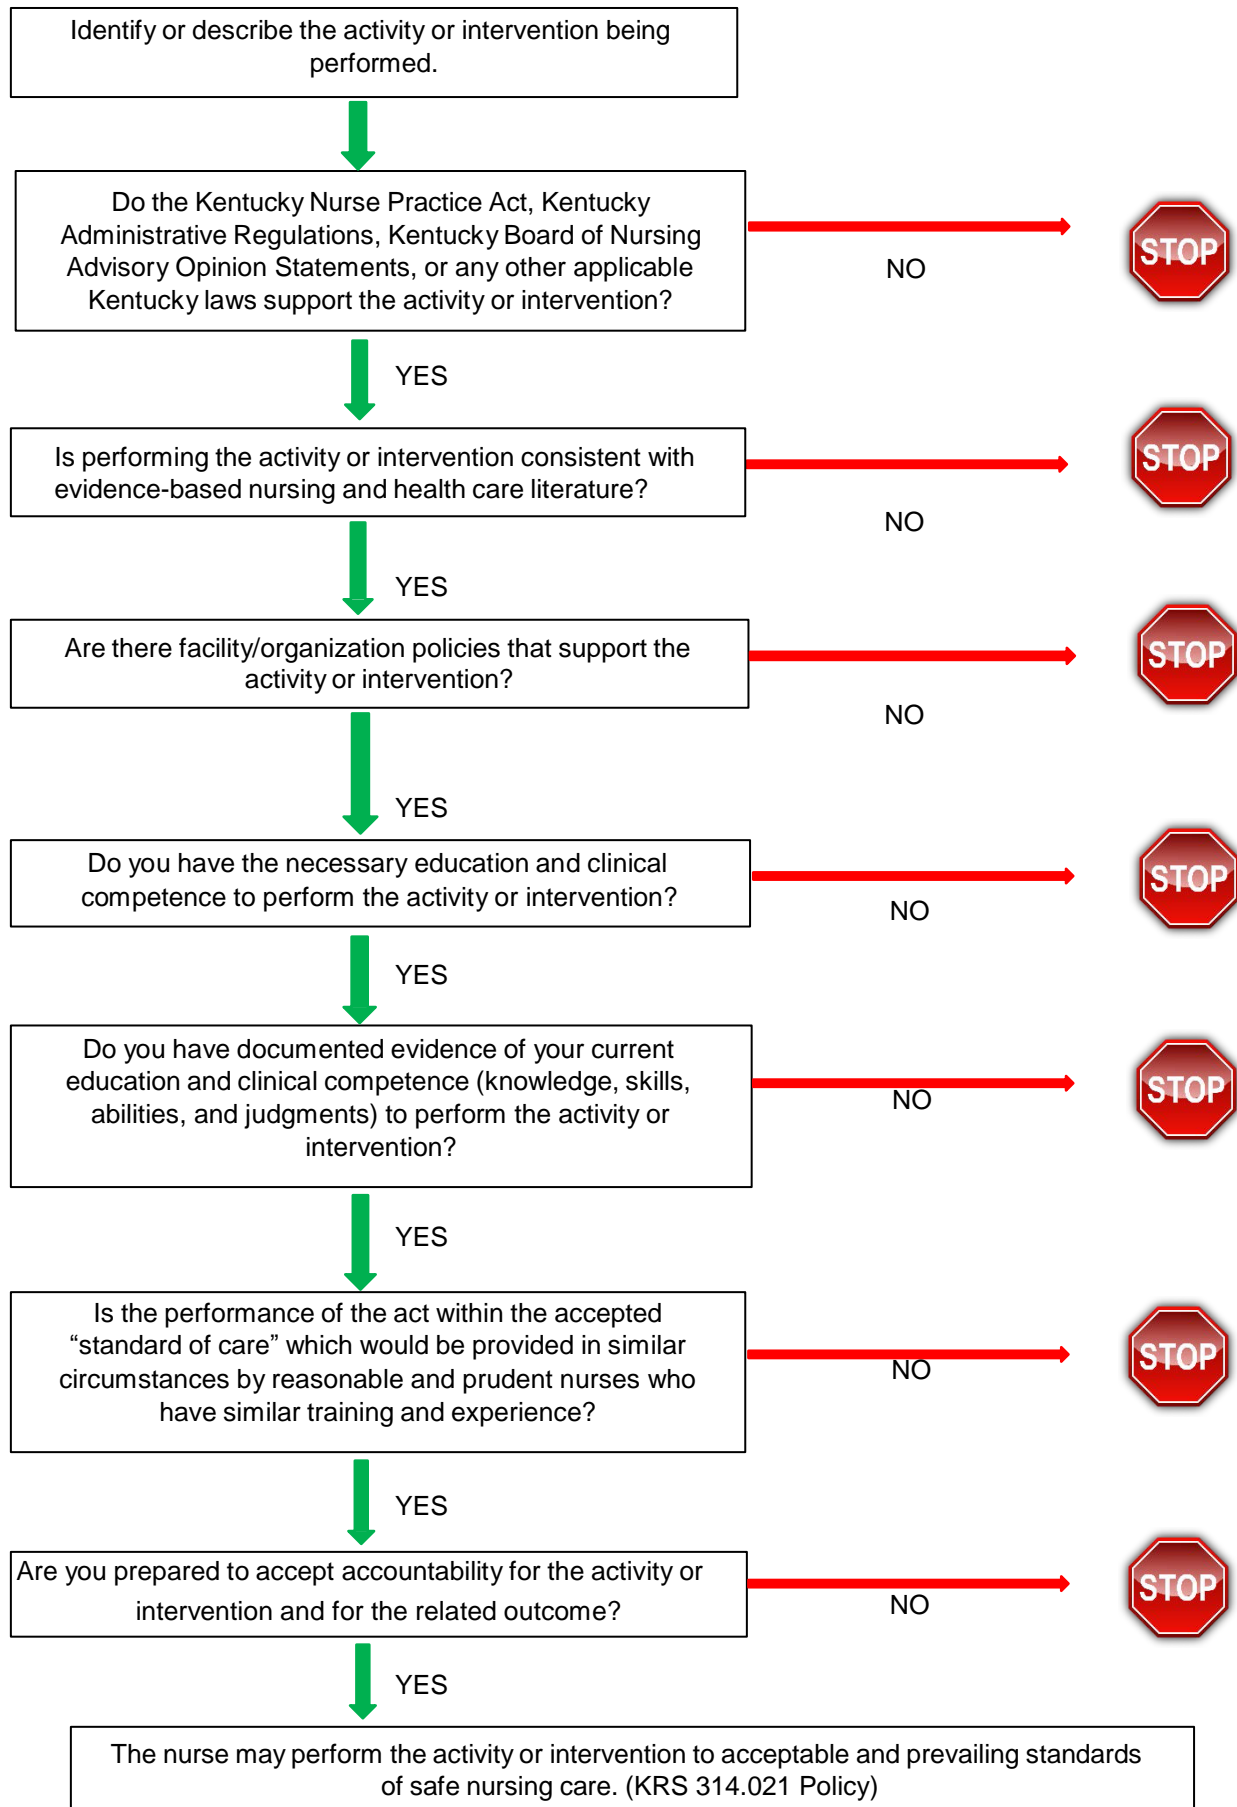 Identify or describe the activity or intervention being
performed.
Do the Kentucky Nurse Practice Act, Kentucky
Administrative Regulations, Kentucky Board of Nursing
Advisory Opinion Statements, or any other applicable
Kentucky laws support the activity or intervention?
NO
STOP
YES
Is performing the activity or intervention consistent with
evidence-based nursing and health care literature?
NO
STOP
YES
Are there facility/organization policies that support the
activity or intervention?
NO
STOP
YES
Do you have the necessary education and clinical
competence to perform the activity or intervention?
NO
STOP
YES
Do you have documented evidence of your current
education and clinical competence (knowledge, skills,
abilities, and judgments) to perform the activity or
intervention?
NO
STOP
YES
Is the performance of the act within the accepted
“standard of care” which would be provided in similar
circumstances by reasonable and prudent nurses who
have similar training and experience?
NO
STOP
YES
Are you prepared to accept accountability for the activity or
intervention and for the related outcome?
NO
STOP
YES
The nurse may perform the activity or intervention to acceptable and prevailing standards
of safe nursing care. (KRS 314.021 Policy)